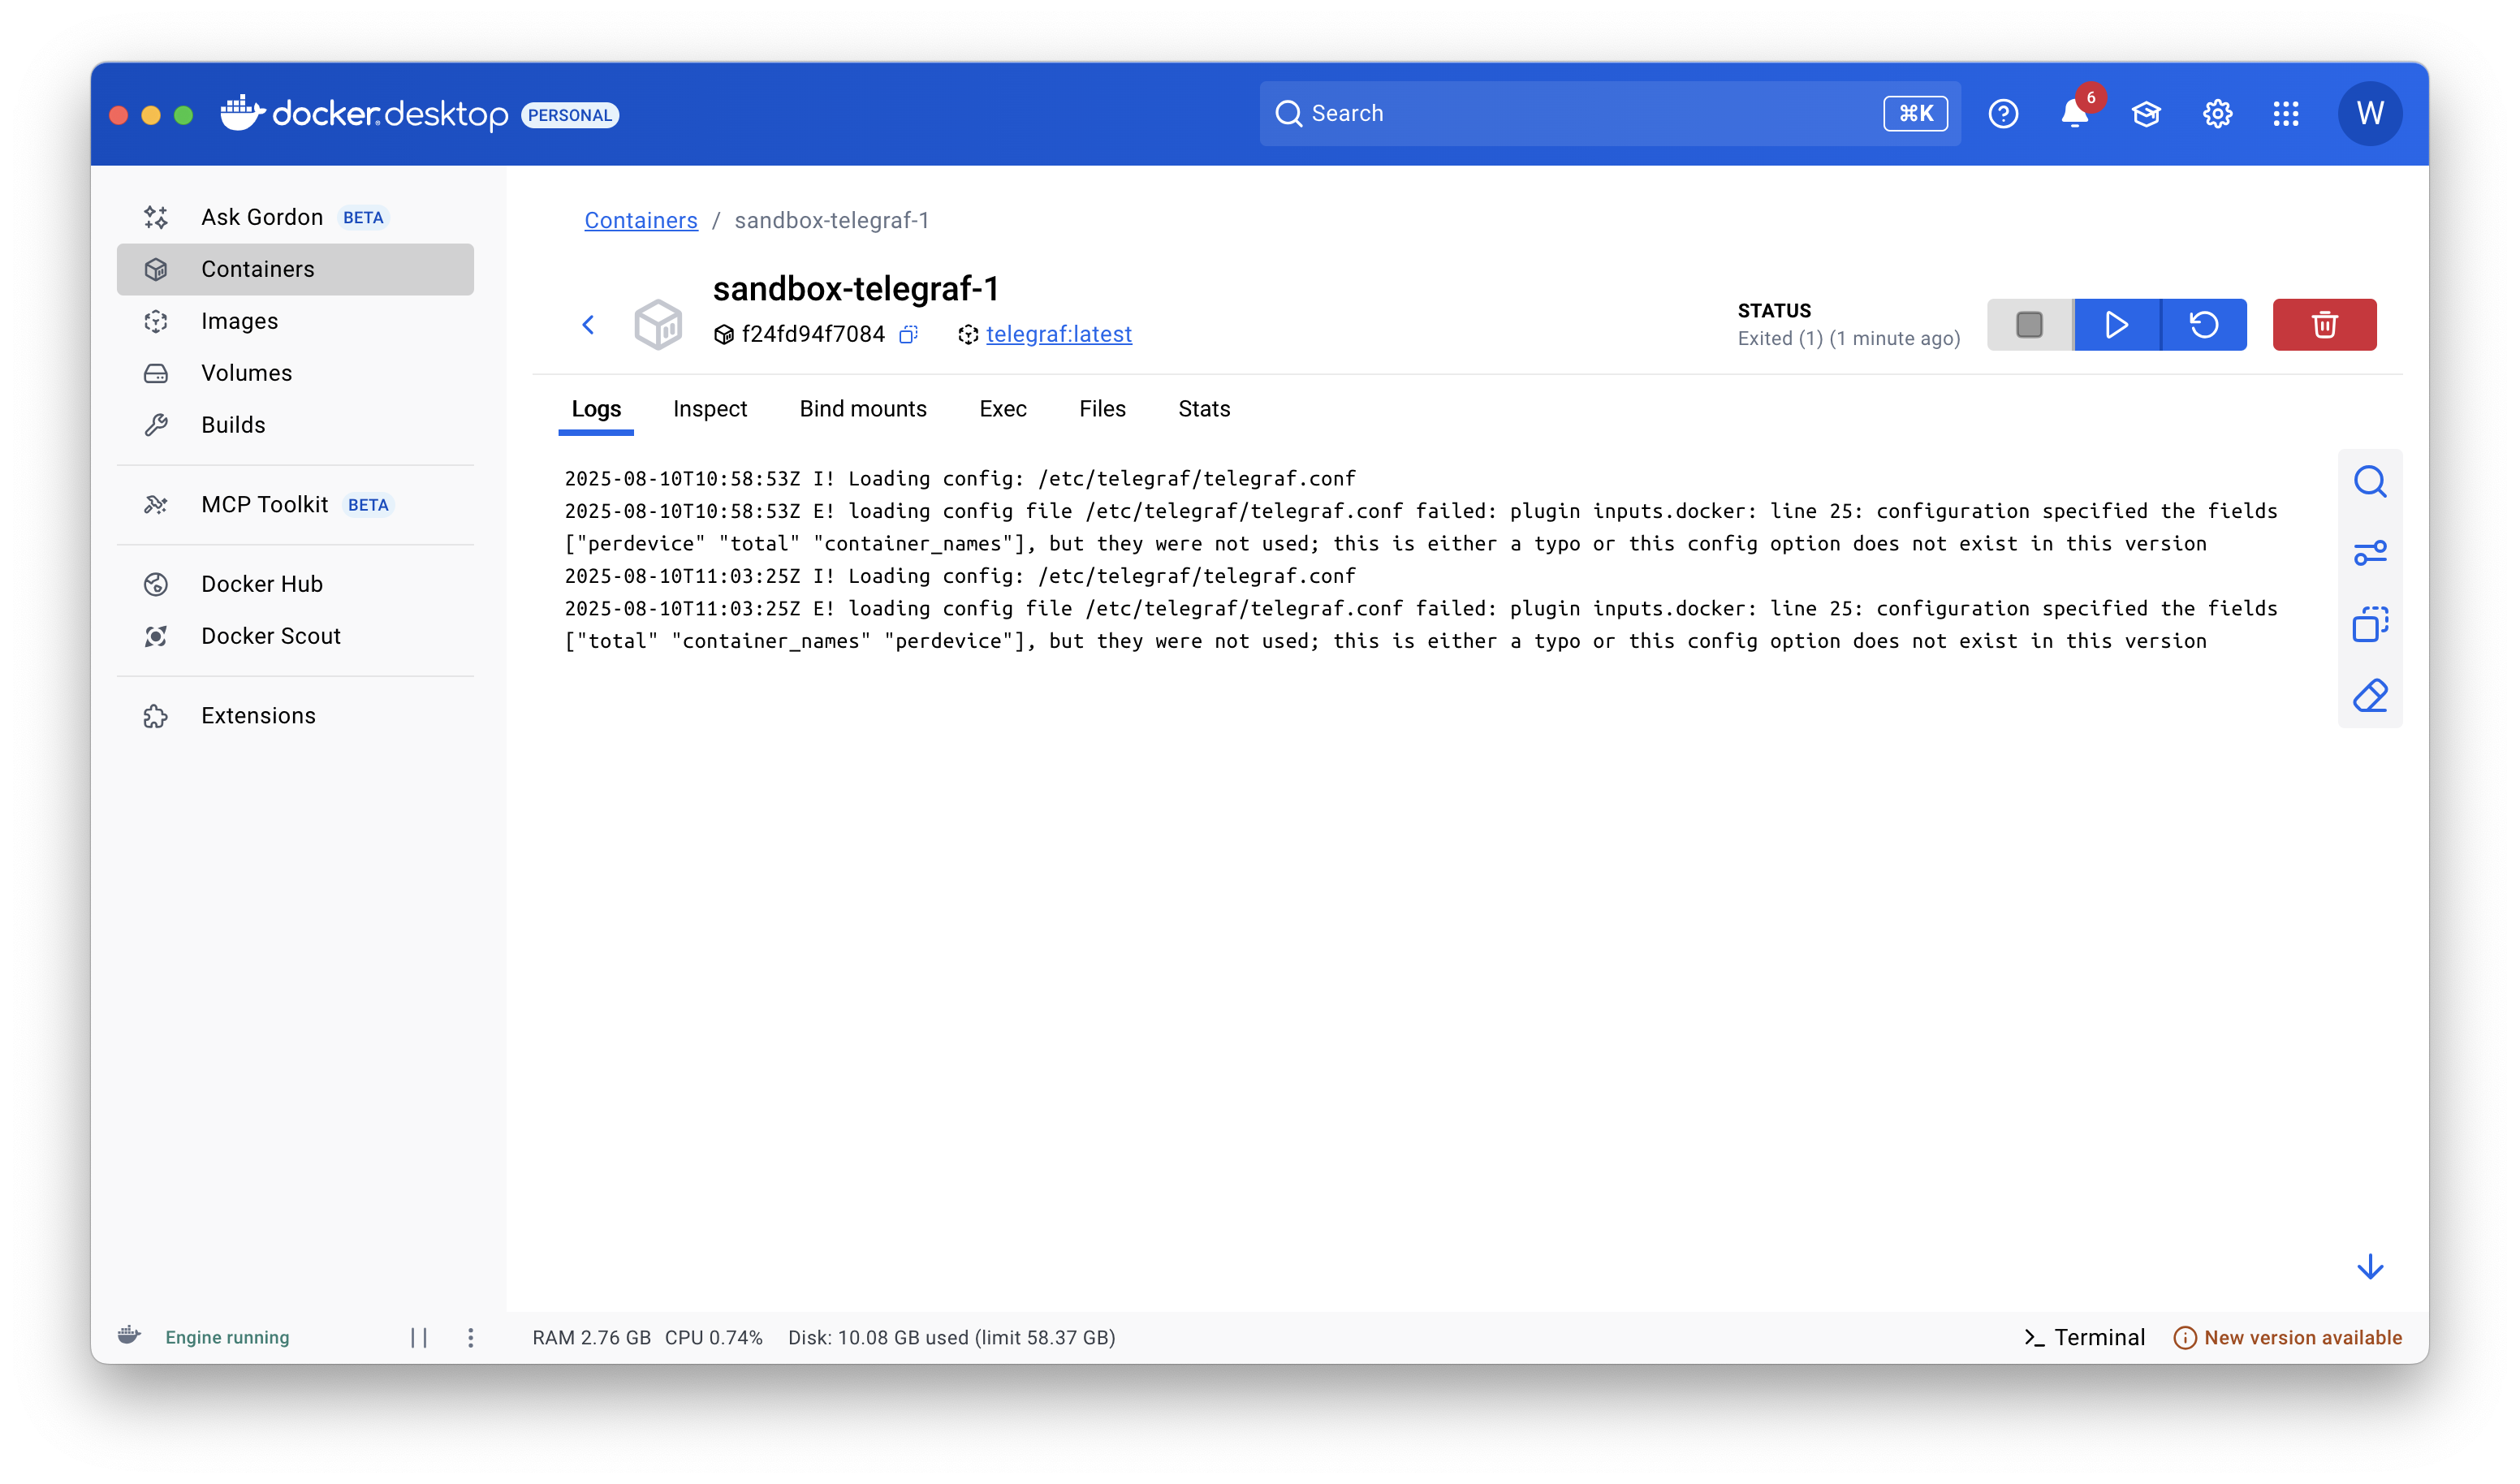 docker desktop PERSONAL
Search
⌘K
6
W
Ask Gordon BETA
Containers
Images
Volumes
Builds
MCP Toolkit BETA
Docker Hub
Docker Scout
Extensions
Containers / sandbox-telegraf-1
sandbox-telegraf-1
f24fd94f7084 telegraf:latest
STATUS
Exited (1) (1 minute ago)
Logs Inspect Bind mounts Exec Files Stats
2025-08-10T10:58:53Z I! Loading config: /etc/telegraf/telegraf.conf
2025-08-10T10:58:53Z E! loading config file /etc/telegraf/telegraf.conf failed: plugin inputs.docker: line 25: configuration specified the fields
["perdevice" "total" "container_names"], but they were not used; this is either a typo or this config option does not exist in this version
2025-08-10T11:03:25Z I! Loading config: /etc/telegraf/telegraf.conf
2025-08-10T11:03:25Z E! loading config file /etc/telegraf/telegraf.conf failed: plugin inputs.docker: line 25: configuration specified the fields
["total" "container_names" "perdevice"], but they were not used; this is either a typo or this config option does not exist in this version
Engine running
RAM 2.76 GB CPU 0.74% Disk: 10.08 GB used (limit 58.37 GB)
Terminal
New version available